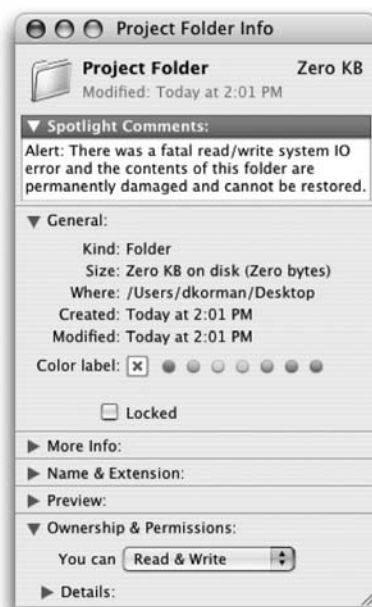 Project Folder Info
Project Folder Zero KB
Modified: Today at 2:01 PM
Spotlight Comments:
Alert: There was a fatal read/write system IO
error and the contents of this folder are
permanently damaged and cannot be restored.
General:
Kind: Folder
Size: Zero KB on disk (Zero bytes)
Where: /Users/dkorman/Desktop
Created: Today at 2:01 PM
Modified: Today at 2:01 PM
Color label:
Locked
More Info:
Name & Extension:
Preview:
Ownership & Permissions:
You can Read & Write
Details: